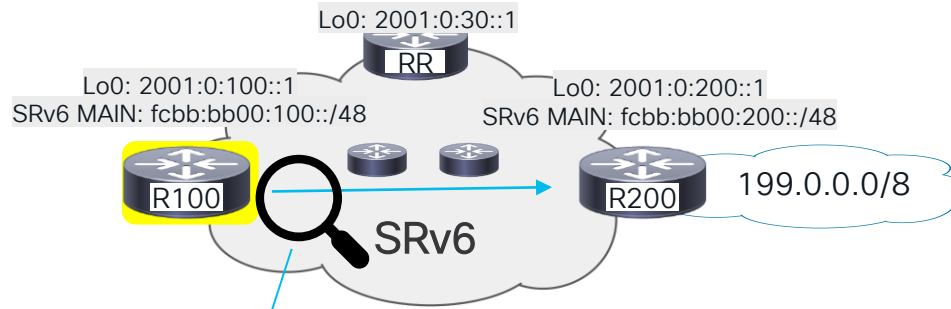 Lo0: 2001:0:30::1
RR
Lo0: 2001:0:100::1
SRv6 MAIN: fcbb:bb00:100::/48
Lo0: 2001:0:200::1
SRv6 MAIN: fcbb:bb00:200::/48
R100
R200
199.0.0.0/8
SRv6